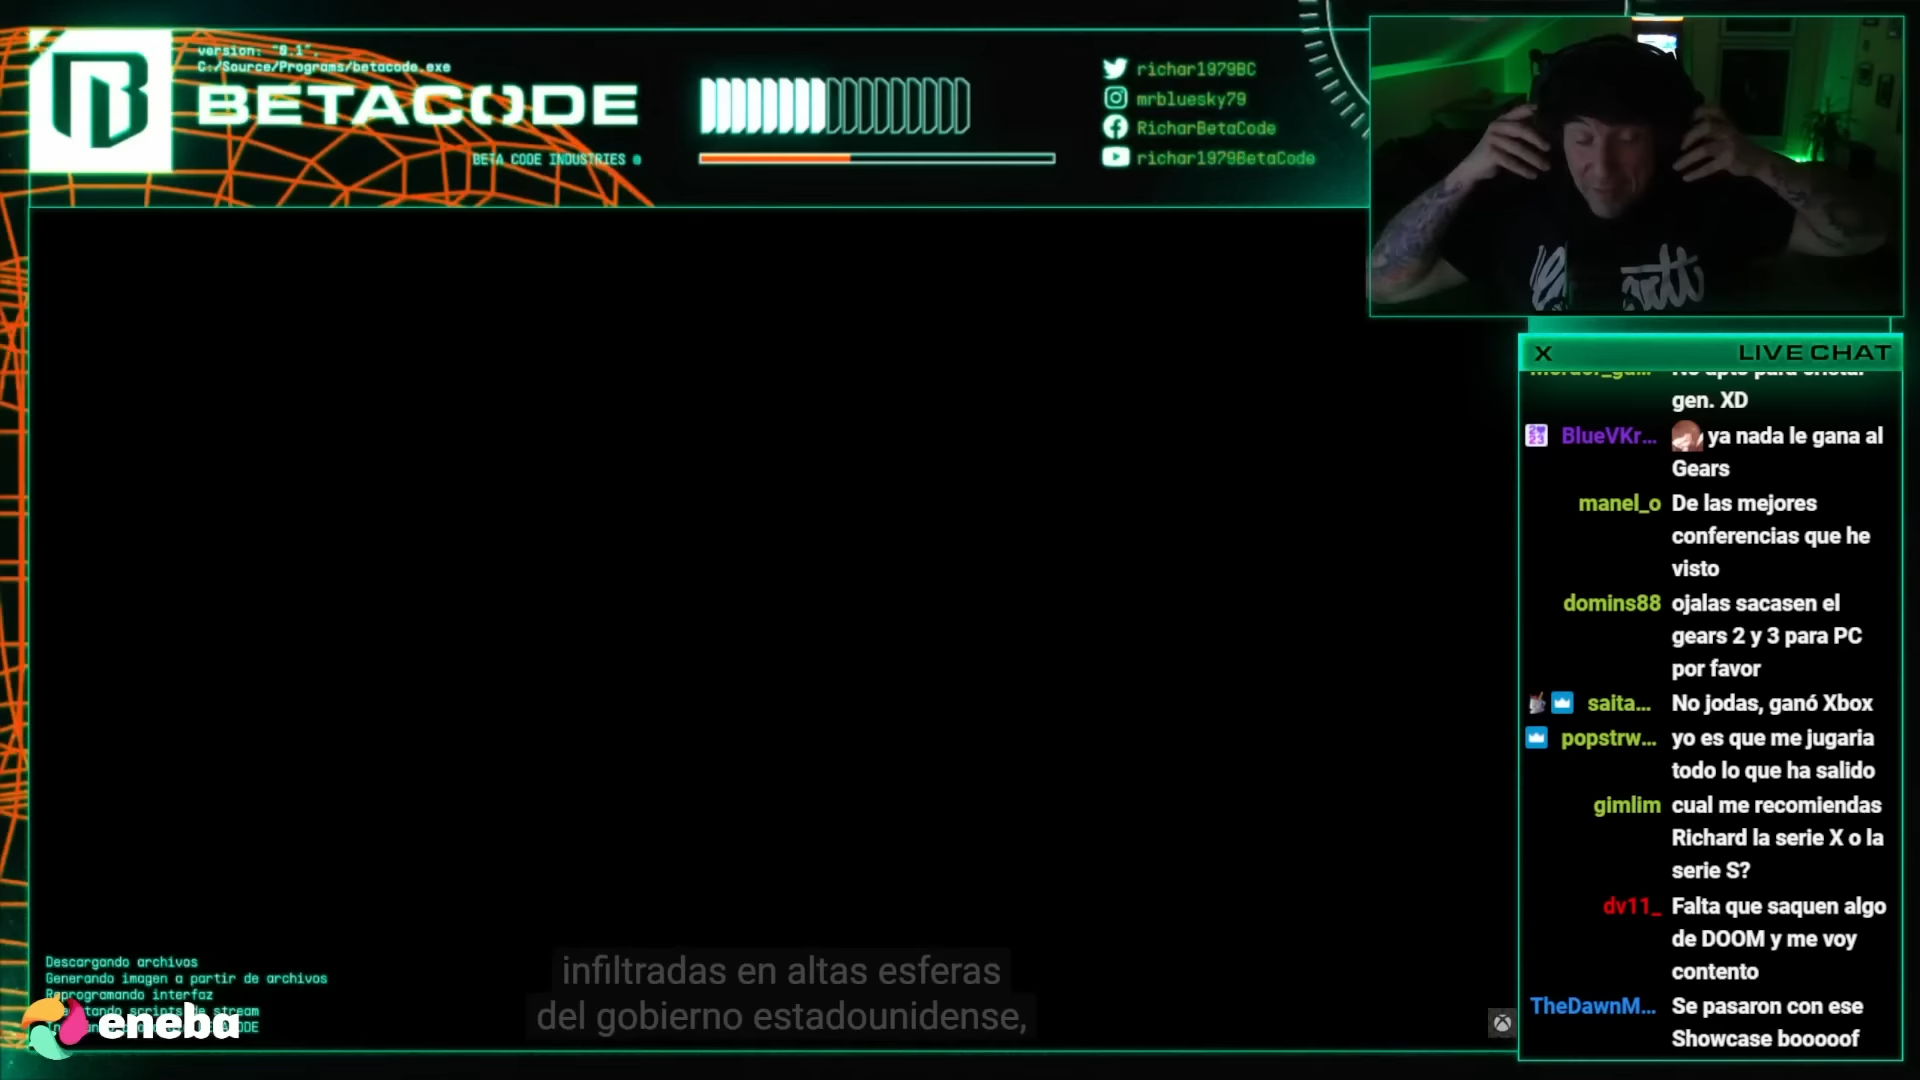 version: "0.1",
C:/Source/Programs/betacode.exe
BETACODE
BETA CODE INDUSTRIES
richar1979BC
mrbluesky79
RicharBetaCode
richar1979BetaCode
X LIVE CHAT
gen. XD
BlueVKr... ya nada le gana al
Gears
manel_o De las mejores
conferencias que he
visto
domins88 ojalas sacasen el
gears 2 y 3 para PC
por favor
saita... No jodas, ganó Xbox
popstrw... yo es que me jugaria
todo lo que ha salido
gimlim cual me recomiendas
Richard la serie X o la
serie S?
dv11_ Falta que saquen algo
de DOOM y me voy
contento
TheDawnM... Se pasaron con ese
Showcase booooof
Descargando archivos
Generando imagen a partir de archivos
Reprogramando interfaz
eneba
infiltradas en altas esferas
del gobierno estadounidense,